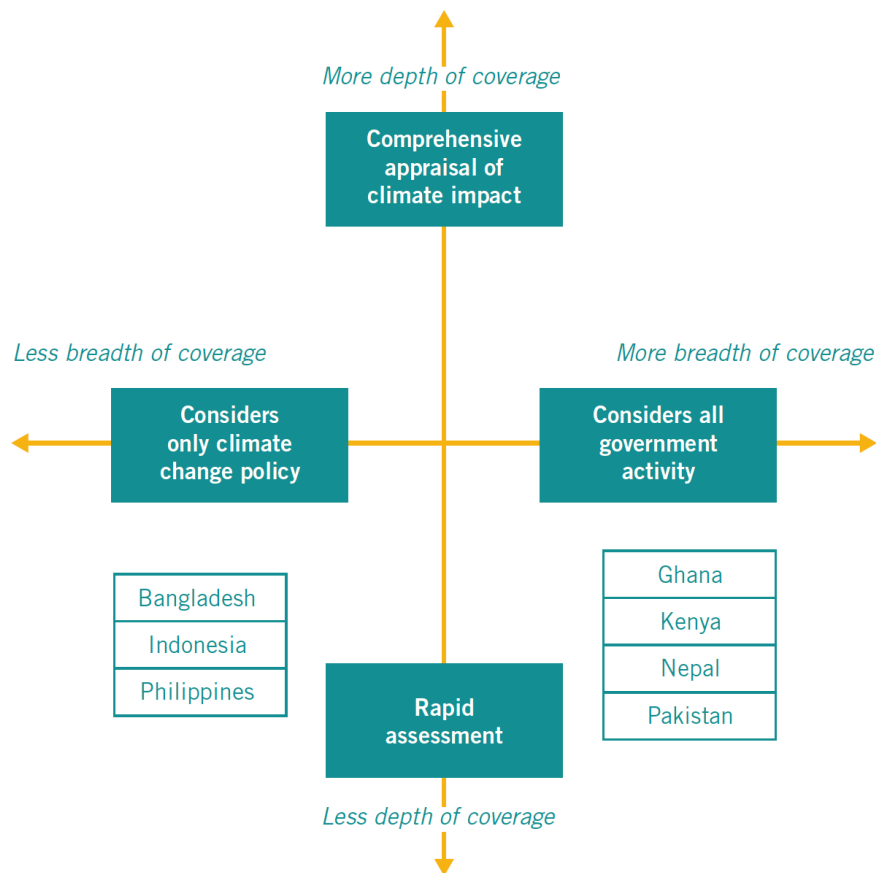 More depth of coverage
Comprehensive
appraisal of
climate impact
Less breadth of coverage
More breadth of coverage
Considers
only climate
change policy
Considers all
government
activity
Bangladesh
Indonesia
Philippines
Ghana
Kenya
Nepal
Pakistan
Rapid
assessment
Less depth of coverage